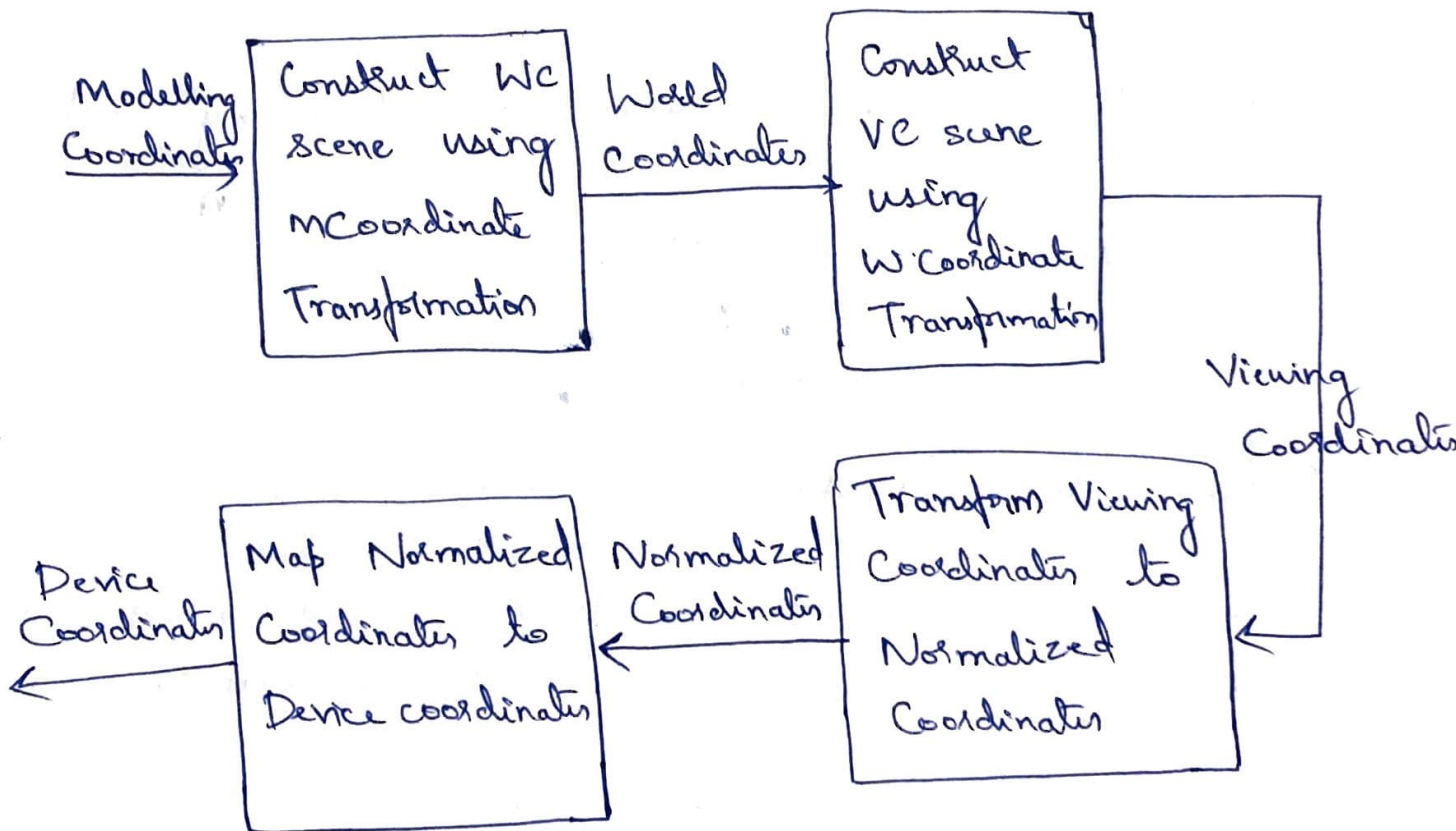 Modelling
Coordinates
Construct WC
scene using
MCoordinate
Transformation
World
Coordinates
Construct
VC scene
using
W.Coordinate
Transformation
Viewing
Coordinates
Transform Viewing
Coordinates to
Normalized
Coordinates
Normalized
Coordinates
Map Normalized
Coordinates to
Device coordinates
Device
Coordinates